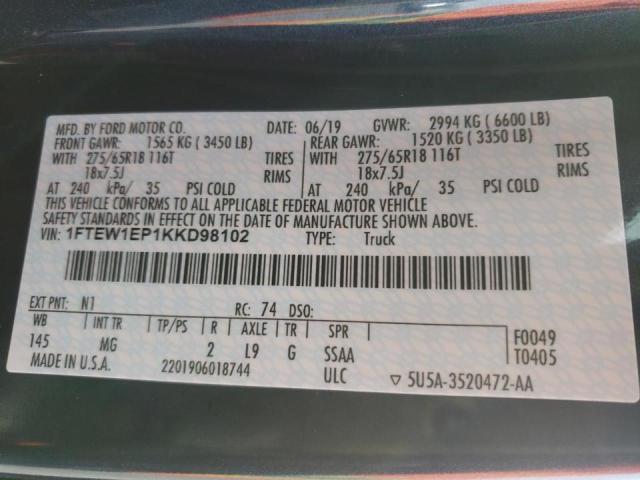 MFD. BY FORD MOTOR CO. DATE: 06/19 GVWR: 2994 KG (6600 LB)
FRONT GAWR: 1565 KG (3450 LB) REAR GAWR: 1520 KG (3350 LB)
WITH 275/65R18 116T TIRES WITH 275/65R18 116T TIRES
18x7.5J RIMS 18x7.5J RIMS
AT 240 kPa/ 35 PSI COLD AT 240 kPa/ 35 PSI COLD
THIS VEHICLE CONFORMS TO ALL APPLICABLE FEDERAL MOTOR VEHICLE
SAFETY STANDARDS IN EFFECT ON THE DATE OF MANUFACTURE SHOWN ABOVE.
VIN: 1FTEW1EP1KKD98102 TYPE: Truck
EXT PNT: N1 RC: 74 DSO:
WB INT TR TP/PS R AXLE TR SPR F0049
145 MG 2 L9 G SSAA T0405
MADE IN U.S.A. 2201906018744 ULC ▽ 5U5A-3520472-AA